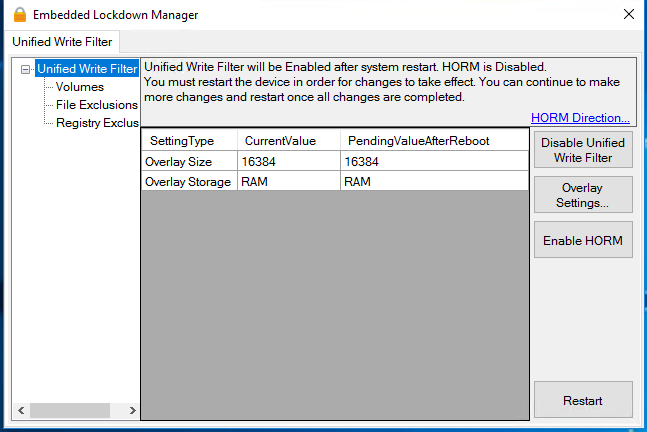 Embedded Lockdown Manager
Unified Write Filter
Unified Write Filter
Volumes
File Exclusions
Registry Exclus
Unified Write Filter will be Enabled after system restart. HORM is Disabled.
You must restart the device in order for changes to take effect. You can continue to make
more changes and restart once all changes are completed.
HORM Direction...
SettingType CurrentValue PendingValueAfterReboot
Overlay Size 16384 16384
Overlay Storage RAM RAM
Disable Unified
Write Filter
Overlay
Settings...
Enable HORM
Restart